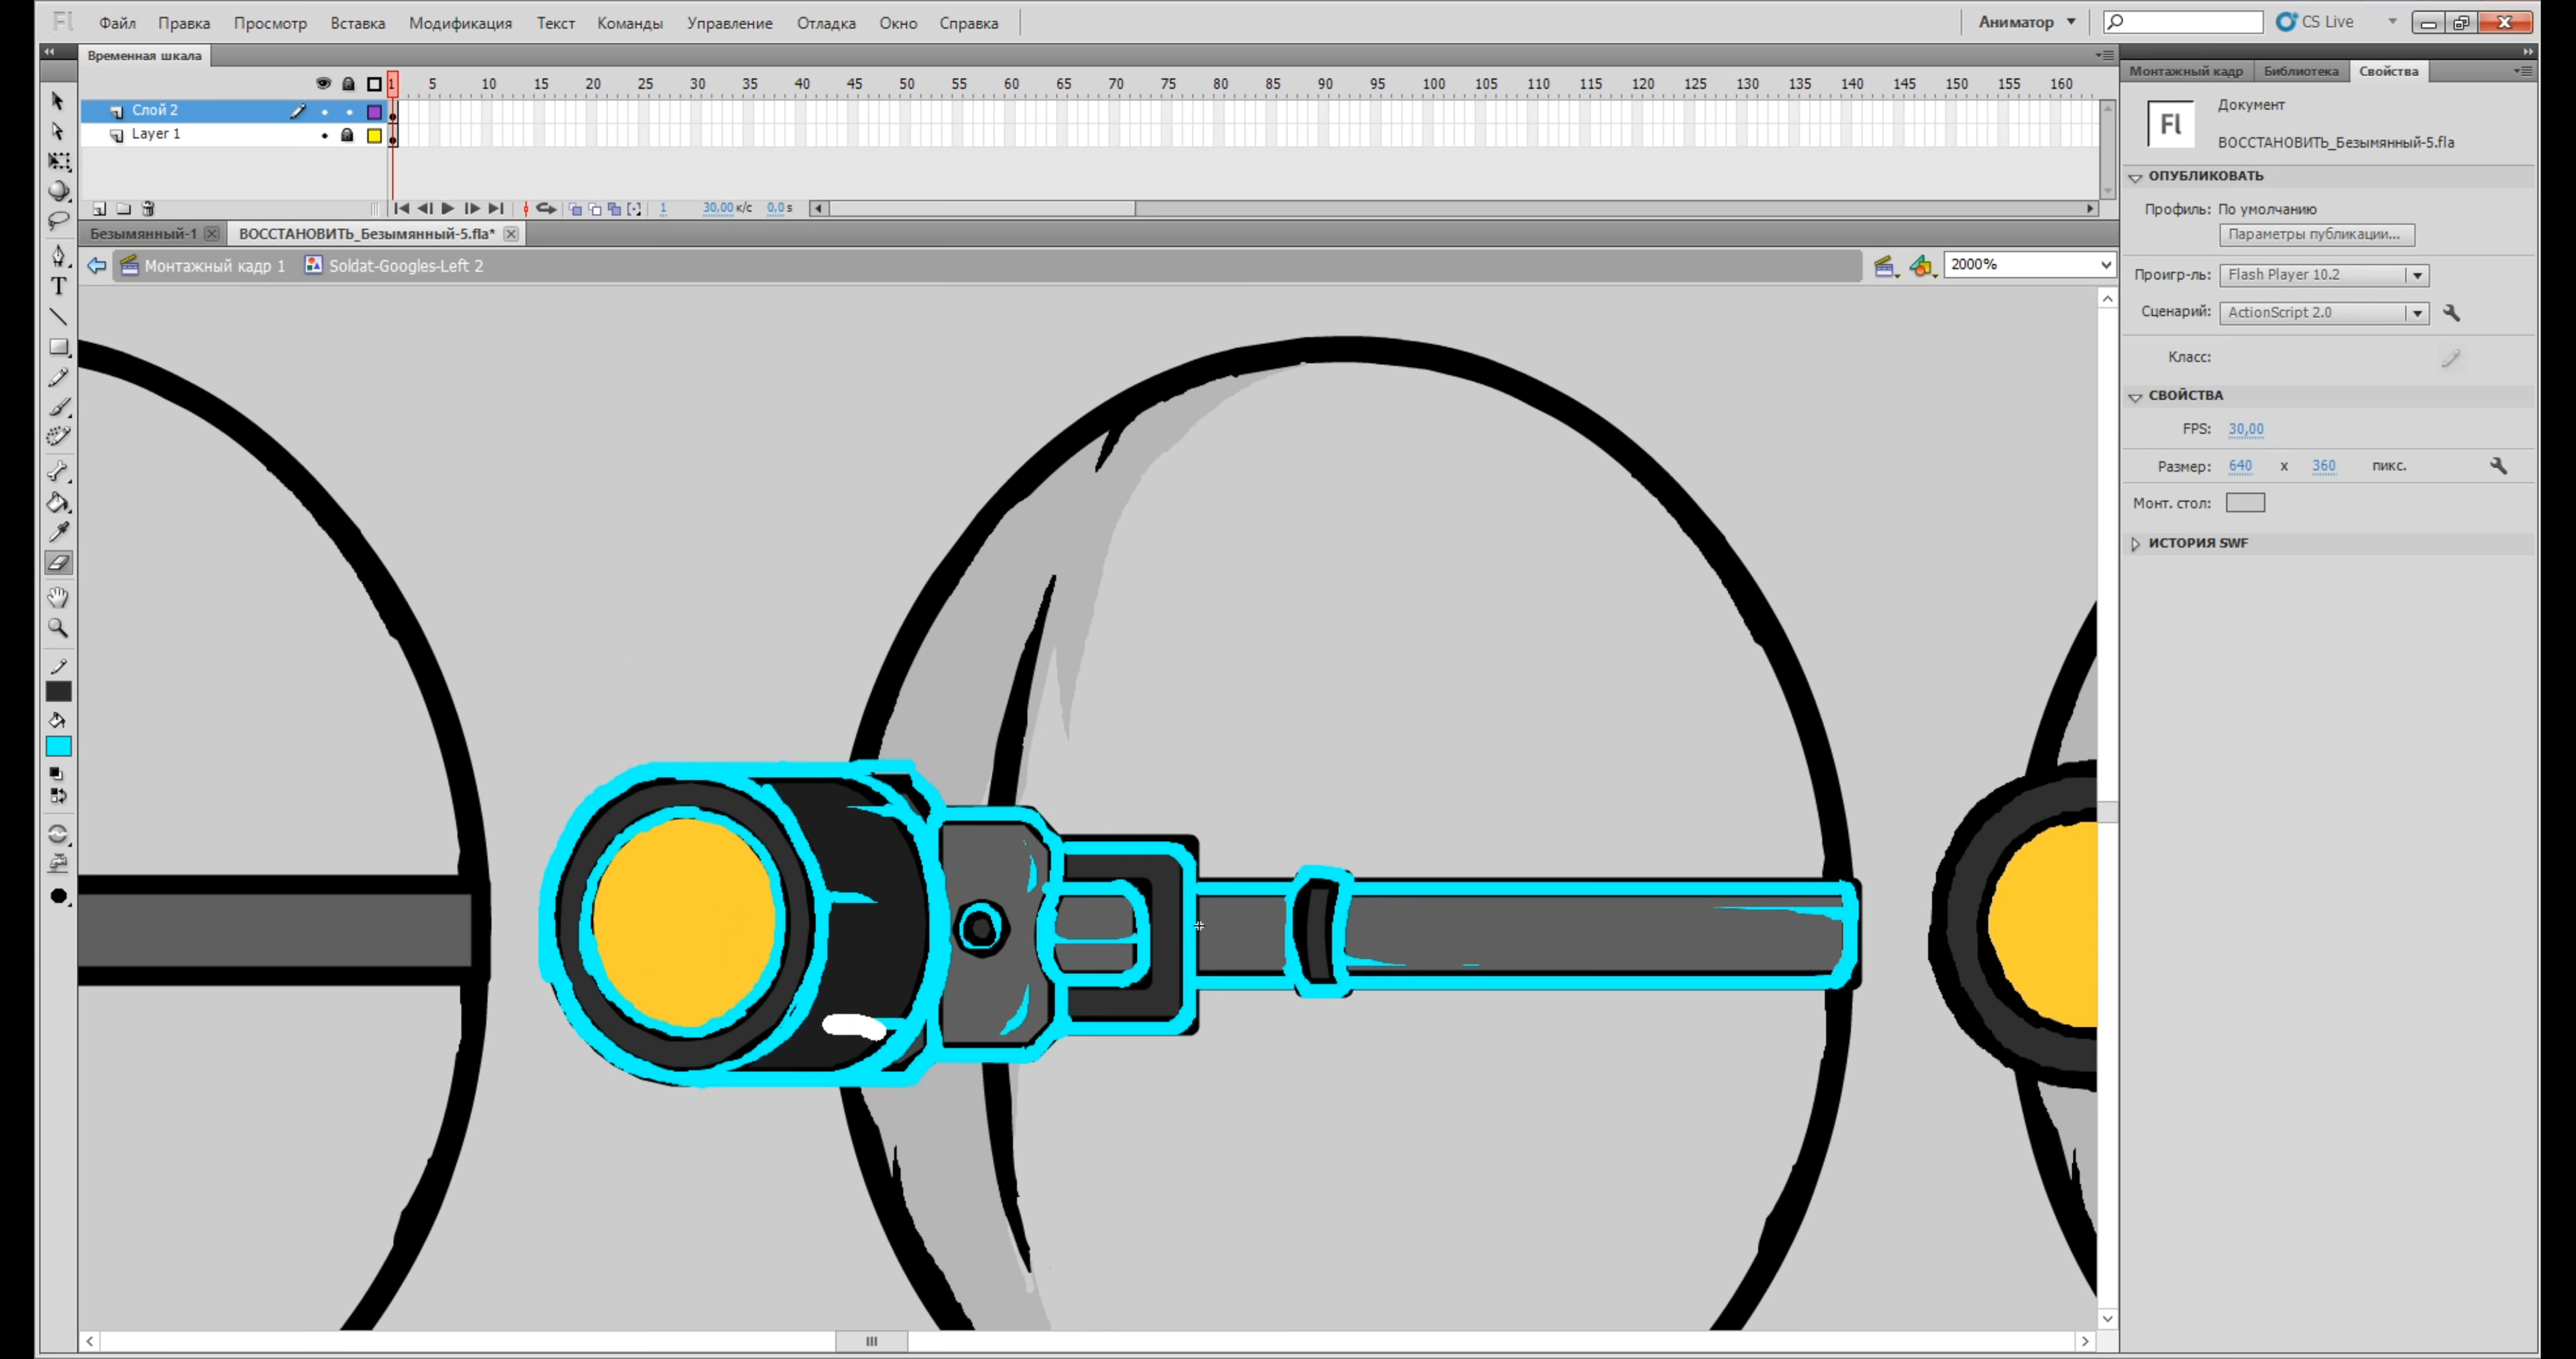 Fl Файл Правка Просмотр Вставка Модификация Текст Команды Управление Отладка Окно Справка Аниматор CS Live
Временная шкала
1 5 10 15 20 25 30 35 40 45 50 55 60 65 70 75 80 85 90 95 100 105 110 115 120 125 130 135 140 145 150 155 160
Слой 2
Layer 1
1 30,00 к/с 0,0 s
Безымянный-1 ВОССТАНОВИТЬ_Безымянный-5.fla*
Монтажный кадр 1 Soldat-Googles-Left 2 2000%
T
Монтажный кадр Библиотека Свойства
Fl
Документ
ВОССТАНОВИТЬ_Безымянный-5.fla
ОПУБЛИКОВАТЬ
Профиль: По умолчанию
Параметры публикации...
Проигр-ль: Flash Player 10.2
Сценарий: ActionScript 2.0
Класс:
СВОЙСТВА
FPS: 30,00
Размер: 640 x 360 пикс.
Монт. стол:
ИСТОРИЯ SWF